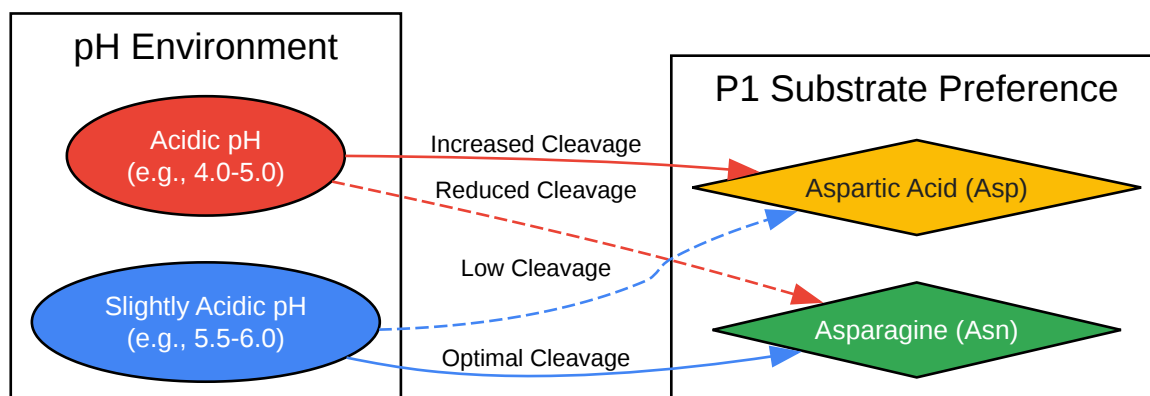 pH Environment
P1 Substrate Preference
Acidic pH
(e.g., 4.0-5.0)
Increased Cleavage
Reduced Cleavage
Aspartic Acid (Asp)
Low Cleavage
Slightly Acidic pH
(e.g., 5.5-6.0)
Optimal Cleavage
Asparagine (Asn)